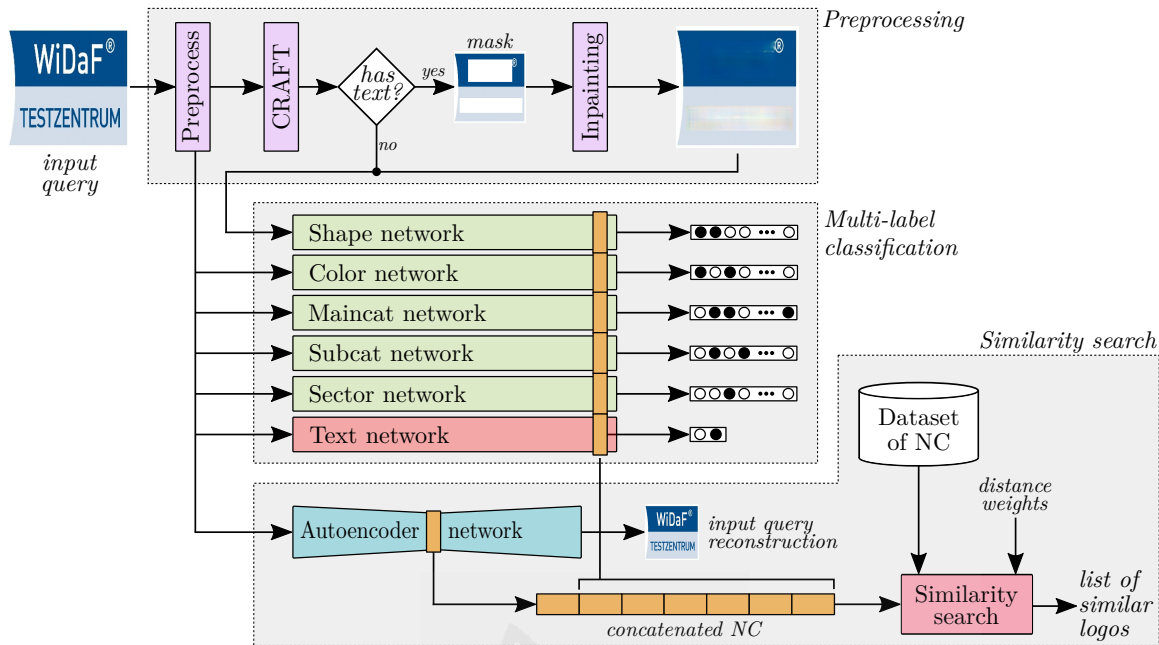 Preprocessing
WiDaF®
TESTZENTRUM
input
query
Preprocess
CRAFT
has
text?
yes
no
mask
®
Inpainting
®
Multi-label
classification
Shape network
Color network
Maincat network
Subcat network
Sector network
Text network
Similarity search
Dataset
of NC
distance
weights
Autoencoder network
WiDaF®
TESTZENTRUM
input query
reconstruction
concatenated NC
Similarity
search
list of
similar
logos